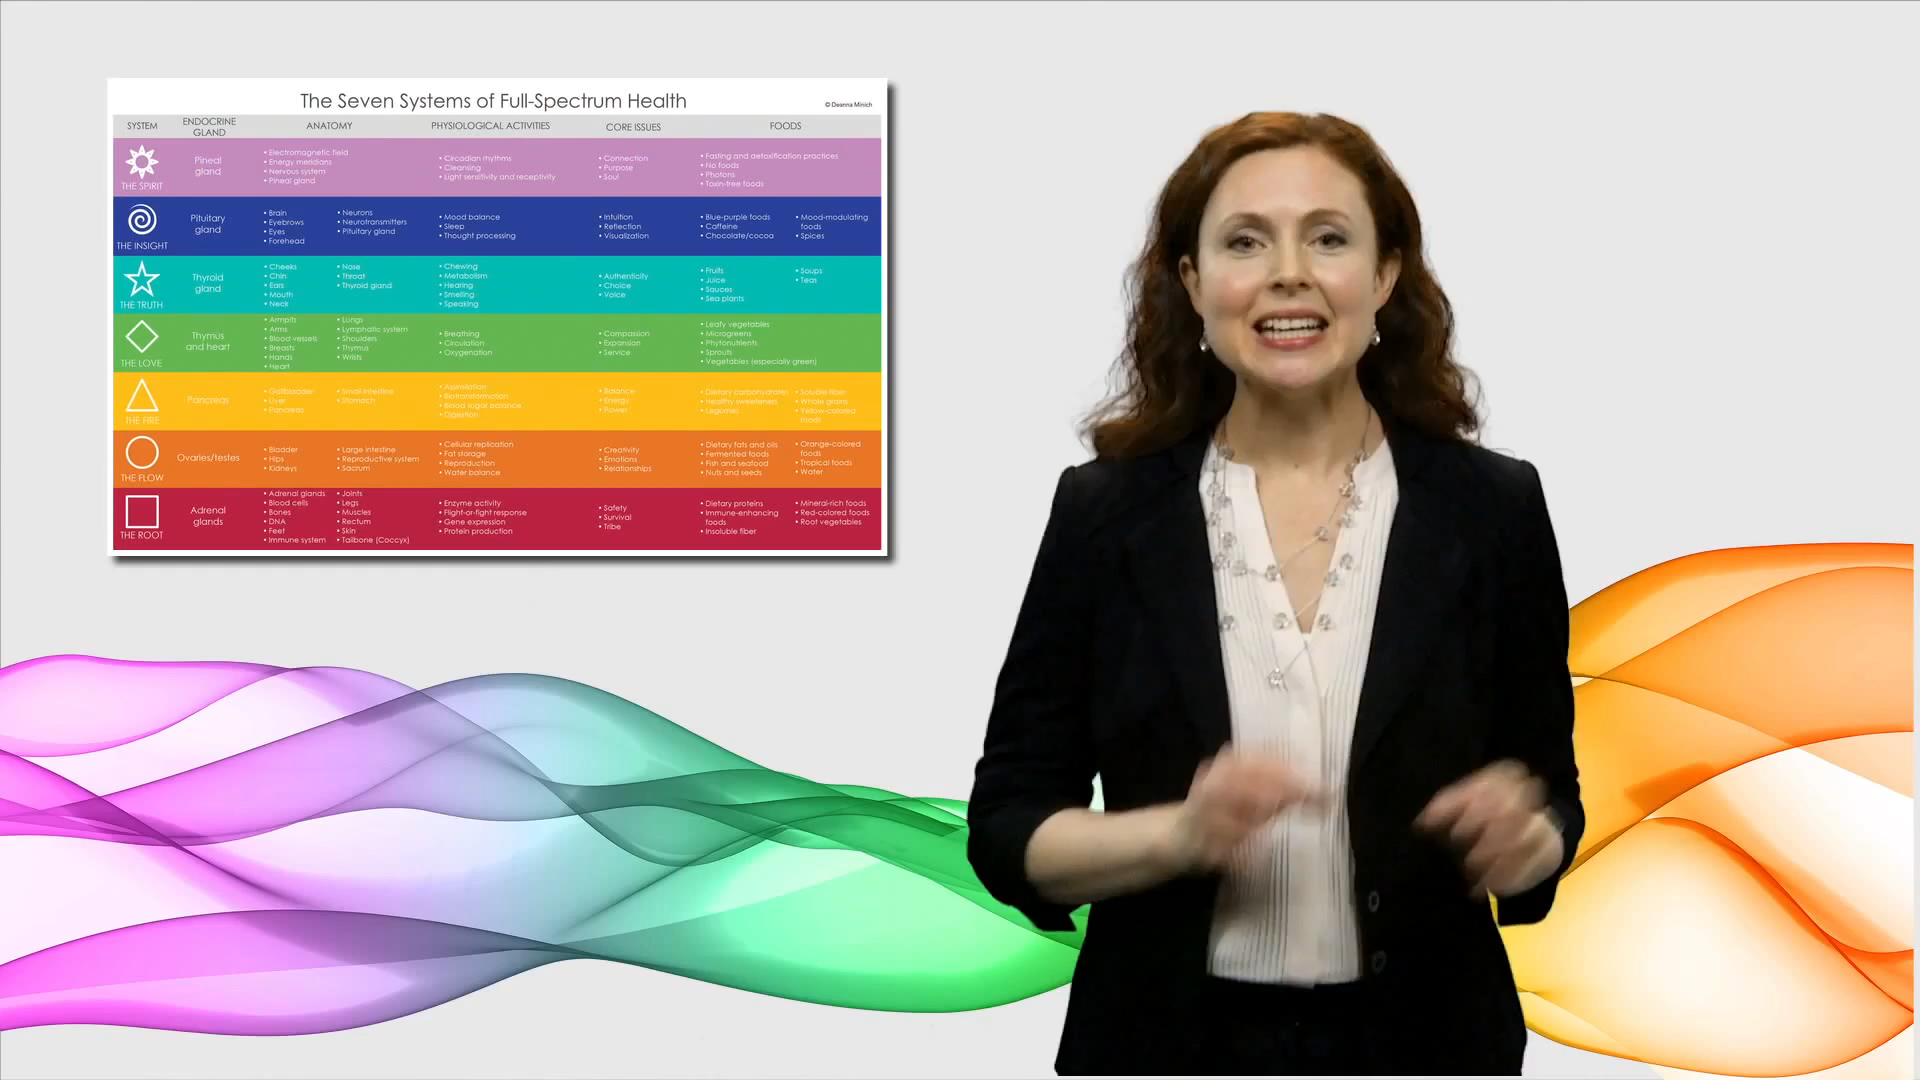 The Seven Systems of Full-Spectrum Health
© Deanna Minich
SYSTEM
ENDOCRINE
GLAND
ANATOMY
PHYSIOLOGICAL ACTIVITIES
CORE ISSUES
FOODS
THE SPIRIT
Pineal
gland
• Electromagnetic field
• Energy meridians
• Nervous system
• Pineal gland
• Circadian rhythms
• Cleansing
• Light sensitivity and receptivity
• Connection
• Purpose
• Soul
• Fasting and detoxification practices
• No foods
• Photons
• Toxin-free foods
THE INSIGHT
Pituitary
gland
• Brain
• Eyebrows
• Eyes
• Forehead
• Neurons
• Neurotransmitters
• Pituitary gland
• Mood balance
• Sleep
• Thought processing
• Intuition
• Reflection
• Visualization
• Blue-purple foods
• Caffeine
• Chocolate/cocoa
• Mood-modulating
foods
• Spices
THE TRUTH
Thyroid
gland
• Cheeks
• Chin
• Ears
• Mouth
• Neck
• Nose
• Throat
• Thyroid gland
• Chewing
• Metabolism
• Hearing
• Smelling
• Speaking
• Authenticity
• Choice
• Voice
• Fruits
• Juice
• Sauces
• Sea plants
• Soups
• Teas
THE LOVE
Thymus
and heart
• Armpits
• Arms
• Blood vessels
• Breasts
• Hands
• Heart
• Lungs
• Lymphatic system
• Shoulders
• Thymus
• Wrists
• Breathing
• Circulation
• Oxygenation
• Compassion
• Expansion
• Service
• Leafy vegetables
• Microgreens
• Phytonutrients
• Sprouts
• Vegetables (especially green)
THE FIRE
Pancreas
• Gallbladder
• Liver
• Pancreas
• Small intestine
• Stomach
• Assimilation
• Biotransformation
• Blood sugar balance
• Digestion
• Balance
• Energy
• Power
• Dietary carbohydrates
• Healthy sweeteners
• Legumes
• Soluble fiber
• Whole grains
• Yellow-colored
foods
THE FLOW
Ovaries/testes
• Bladder
• Hips
• Kidneys
• Large intestine
• Reproductive system
• Sacrum
• Cellular replication
• Fat storage
• Reproduction
• Water balance
• Creativity
• Emotions
• Relationships
• Dietary fats and oils
• Fermented foods
• Fish and seafood
• Nuts and seeds
• Orange-colored
foods
• Tropical foods
• Water
THE ROOT
Adrenal
glands
• Adrenal glands
• Blood cells
• Bones
• DNA
• Feet
• Immune system
• Joints
• Legs
• Muscles
• Rectum
• Skin
• Tailbone (Coccyx)
• Enzyme activity
• Flight-or-fight response
• Gene expression
• Protein production
• Safety
• Survival
• Tribe
• Dietary proteins
• Immune-enhancing
foods
• Insoluble fiber
• Mineral-rich foods
• Red-colored foods
• Root vegetables